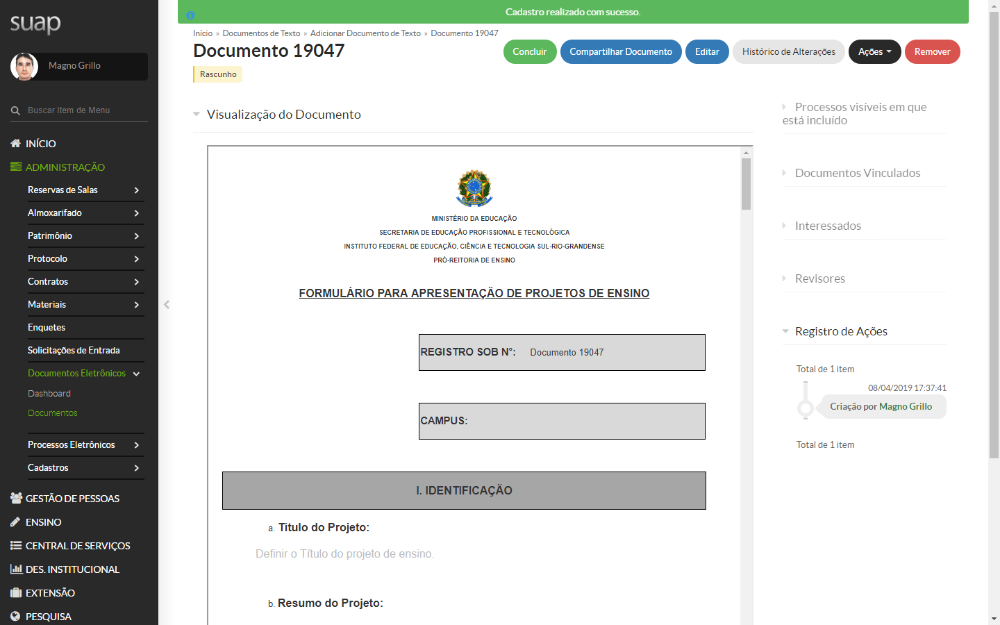 suap
Magno Grillo
Buscar Item de Menu
INÍCIO
ADMINISTRAÇÃO
Reservas de Salas
Almoxarifado
Patrimônio
Protocolo
Contratos
Materiais
Enquetes
Solicitações de Entrada
Documentos Eletrônicos
Dashboard
Documentos
Processos Eletrônicos
Cadastros
GESTÃO DE PESSOAS
ENSINO
CENTRAL DE SERVIÇOS
DES. INSTITUCIONAL
EXTENSÃO
PESQUISA
Cadastro realizado com sucesso.
Início » Documentos de Texto » Adicionar Documento de Texto » Documento 19047
Documento 19047
Concluir Compartilhar Documento Editar Histórico de Alterações Ações Remover
Rascunho
Visualização do Documento
MINISTÉRIO DA EDUCAÇÃO
SECRETARIA DE EDUCAÇÃO PROFISSIONAL E TECNOLÓGICA
INSTITUTO FEDERAL DE EDUCAÇÃO, CIÊNCIA E TECNOLOGIA SUL-RIO-GRANDENSE
PRÓ-REITORIA DE ENSINO
FORMULÁRIO PARA APRESENTAÇÃO DE PROJETOS DE ENSINO
REGISTRO SOB N°: Documento 19047
CAMPUS:
I. IDENTIFICAÇÃO
a. Título do Projeto:
Definir o Título do projeto de ensino.
b. Resumo do Projeto:
Processos visíveis em que
está incluído
Documentos Vinculados
Interessados
Revisores
Registro de Ações
Total de 1 item
08/04/2019 17:37:41
Criação por Magno Grillo
Total de 1 item